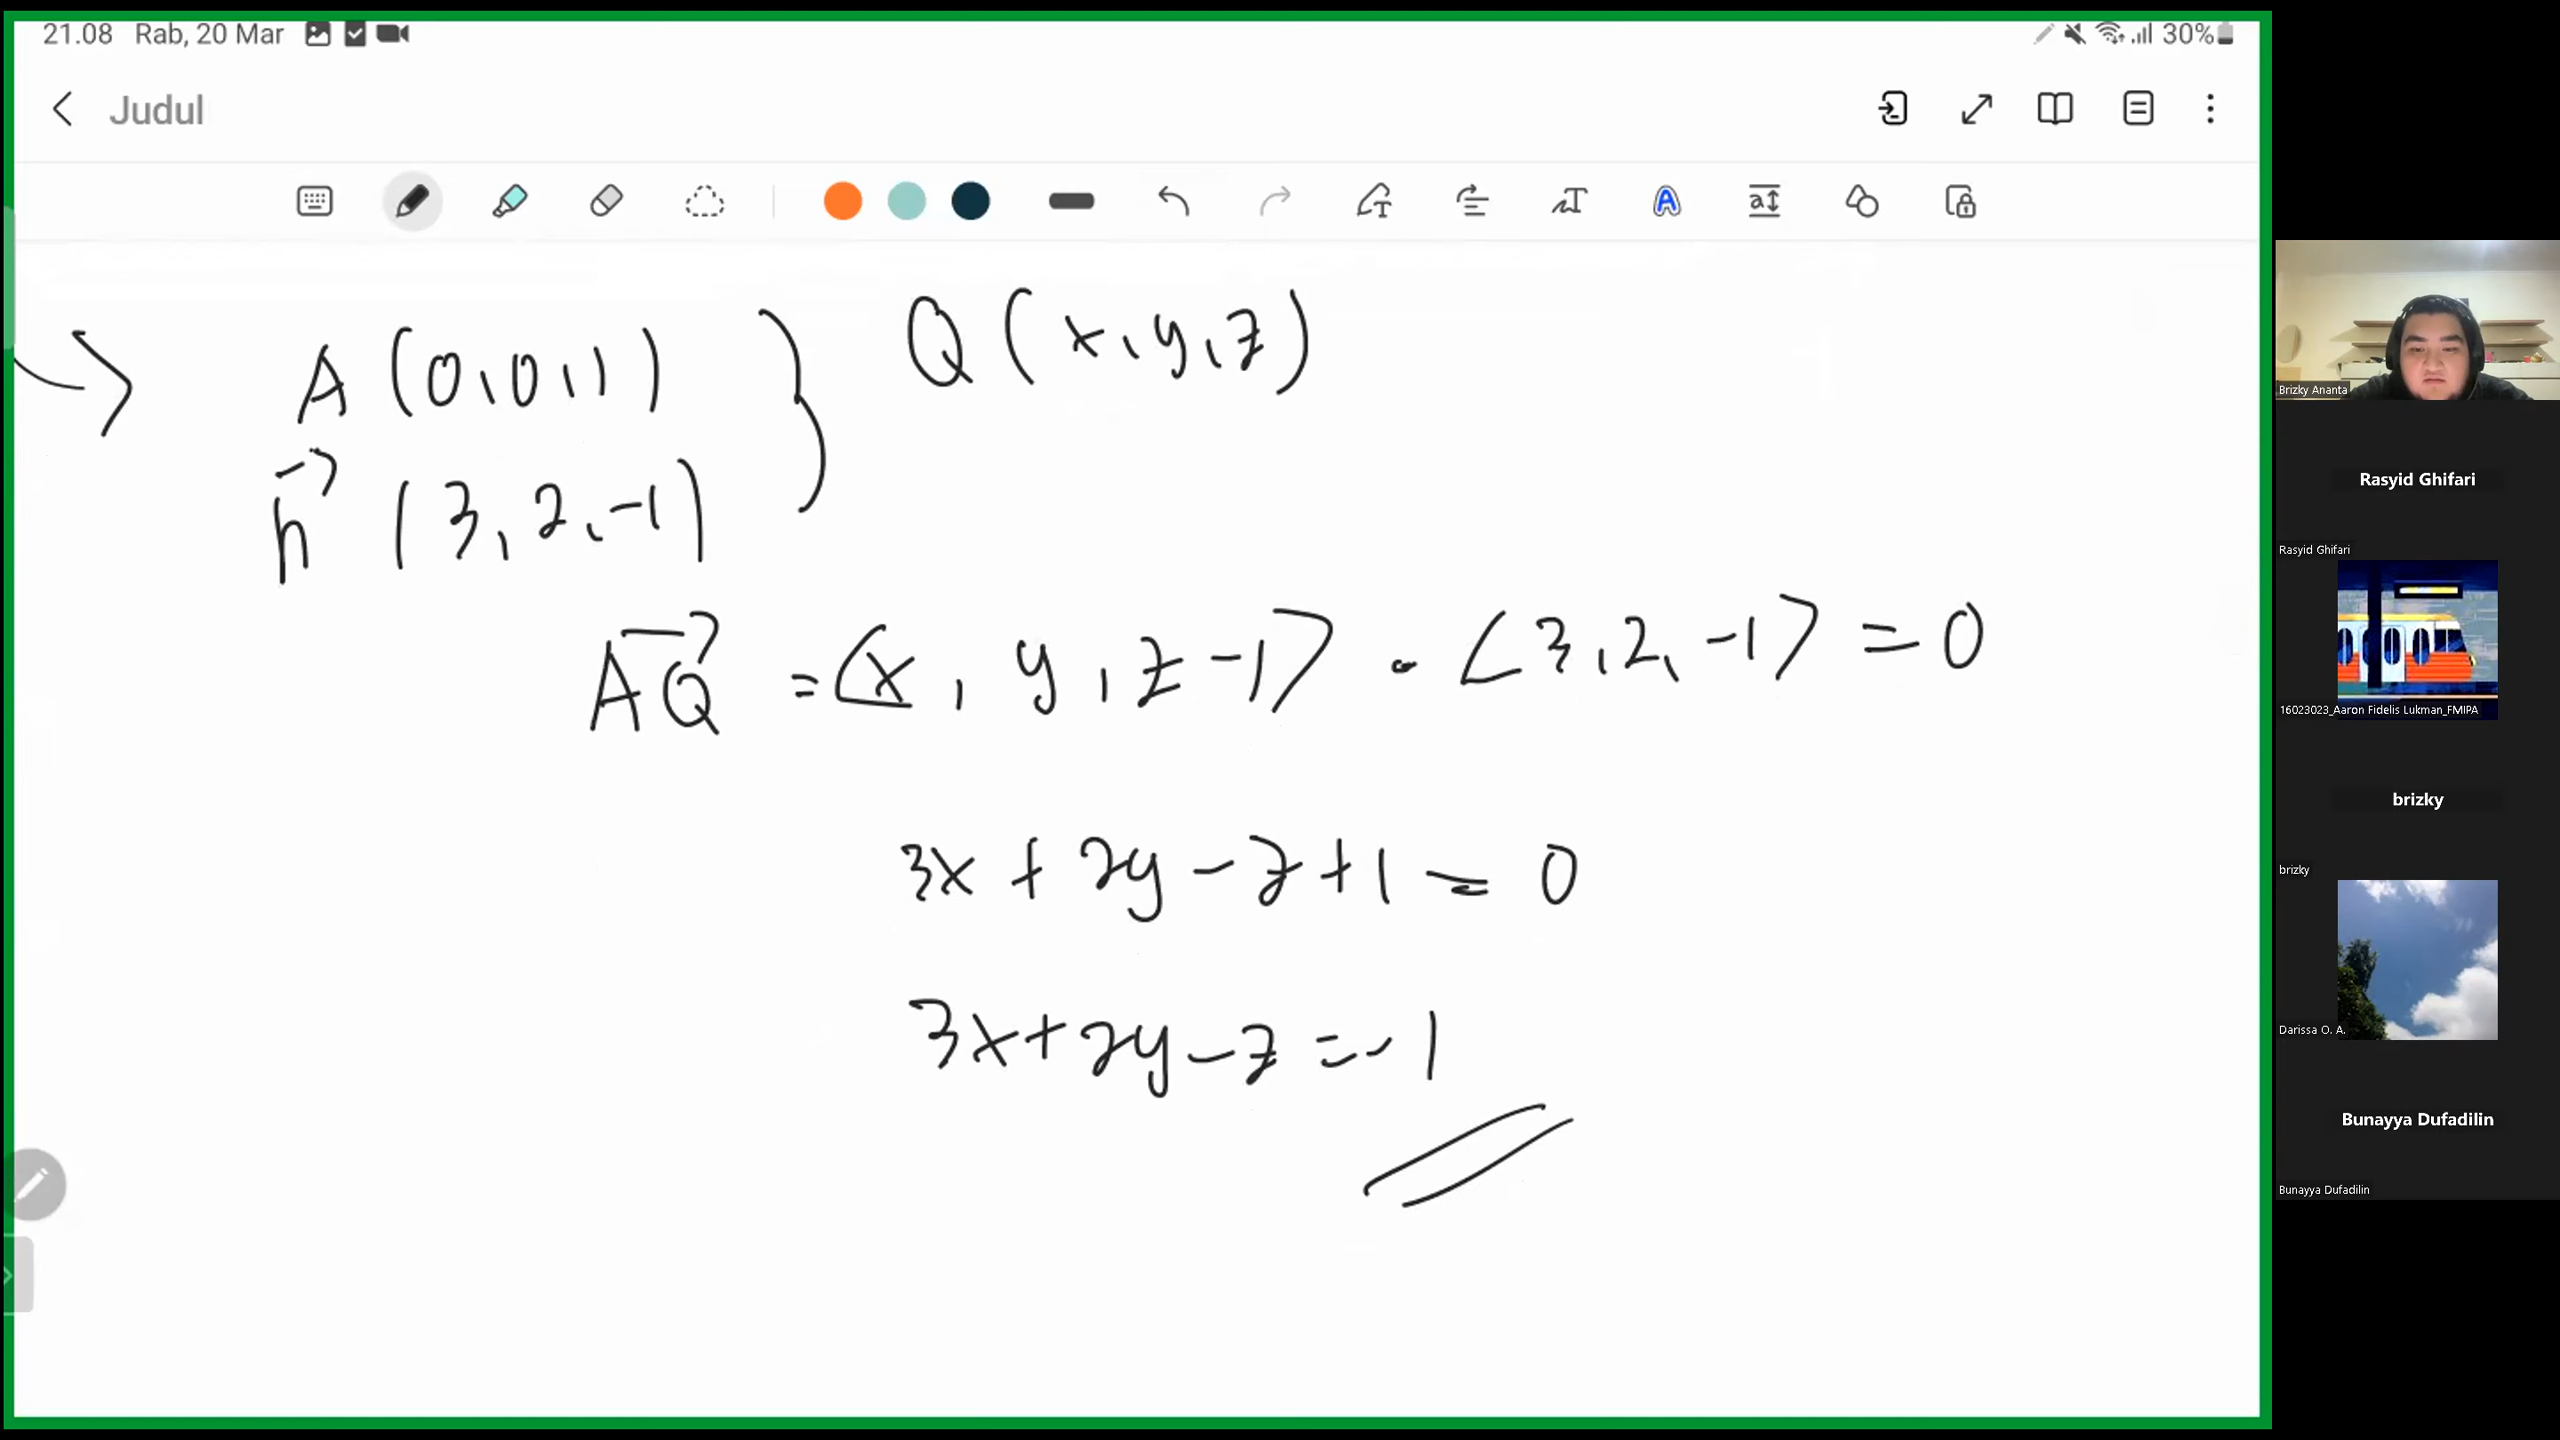 21.08 Rab, 20 Mar
30%
Judul
A (0,0,1)
Q (x,y,z)
n⃗ (3,2,-1)
AQ⃗ = ⟨x, y, z-1⟩ · ⟨3,2,-1⟩ = 0
3x + 2y - z + 1 = 0
3x + 2y - z = -1
Brizky Ananta
Rasyid Ghifari
Rasyid Ghifari
16023023_Aaron Fidelis Lukman_FMIPA
brizky
brizky
Darissa O. A.
Bunayya Dufadilin
Bunayya Dufadilin